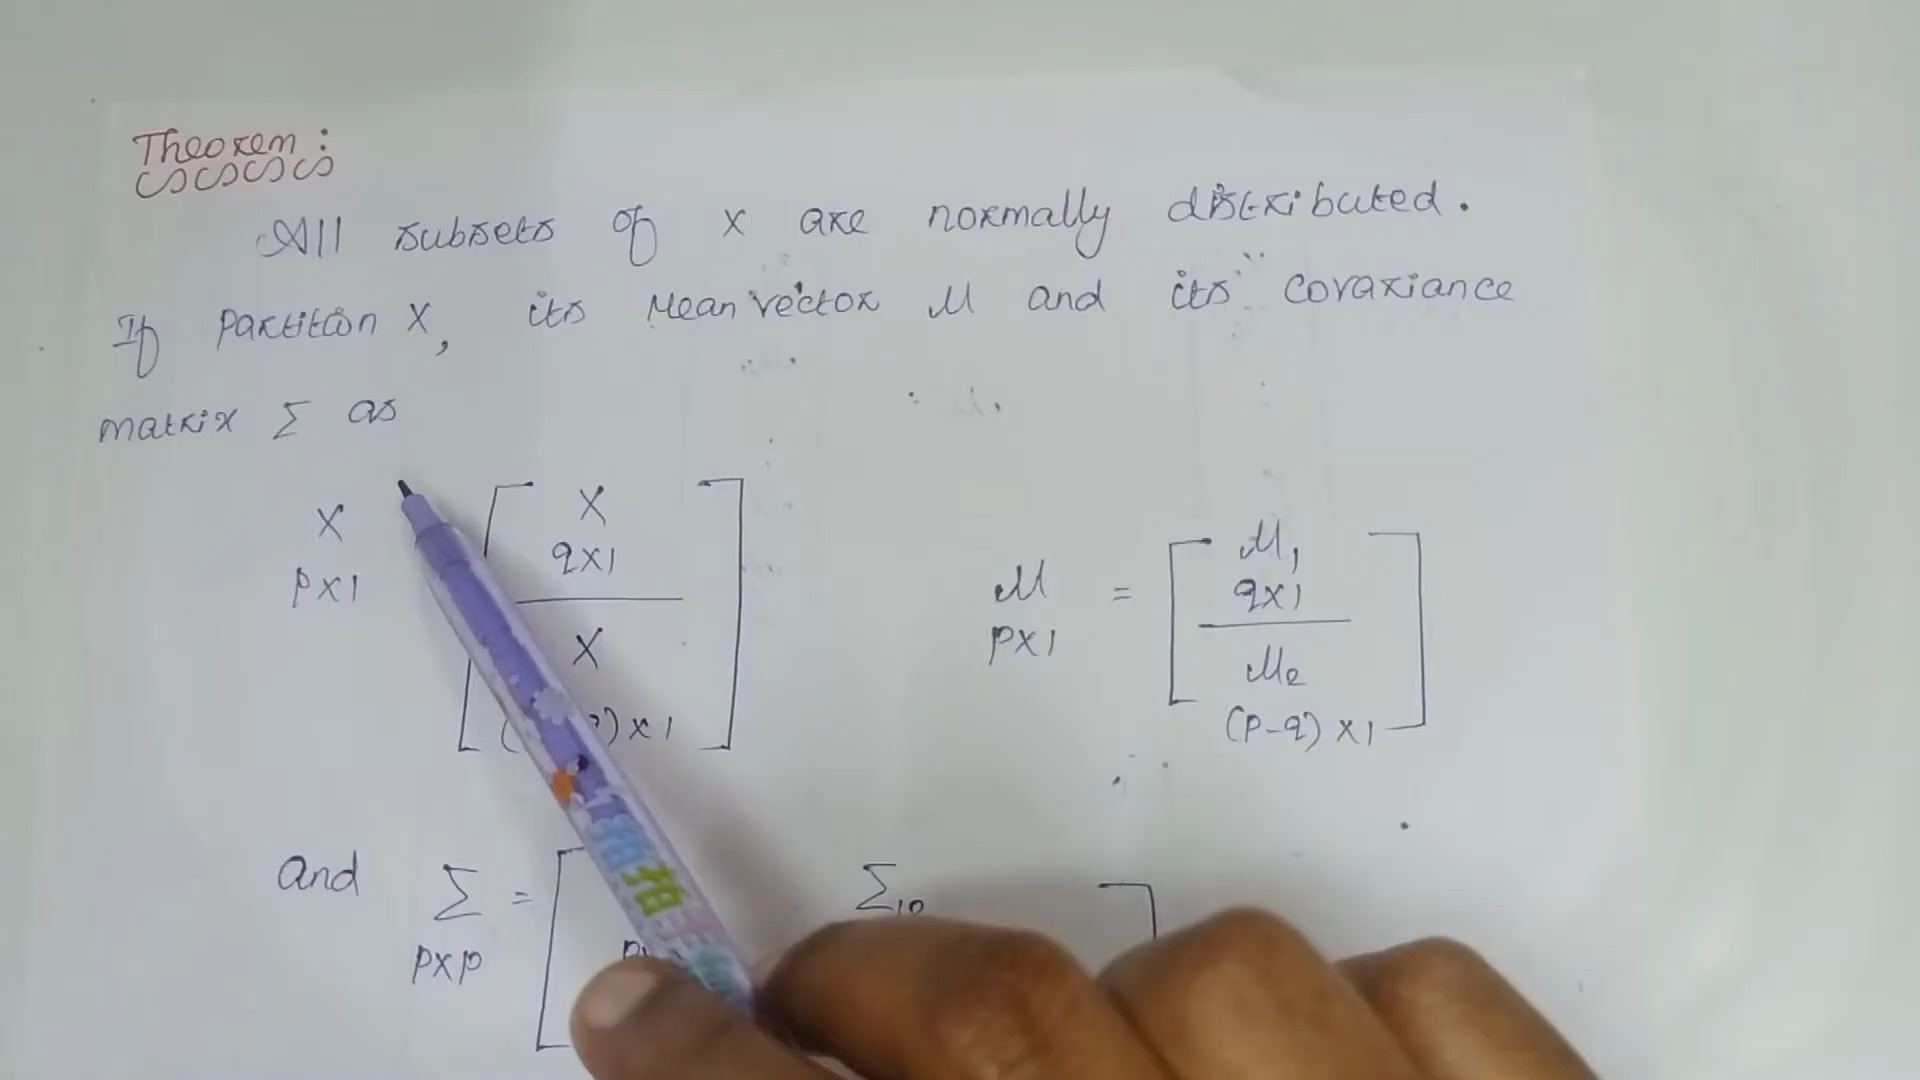 Theorem :
All subsets of X are normally distributed.
If Partition X, its Mean vector μ and its covariance
matrix Σ as
X [ X
p×1 q×1
X
( )×1 ]
μ = [ μ1
p×1 q×1
μ2
(p-q)×1 ]
And Σ = [ Σ12 ]
p×p